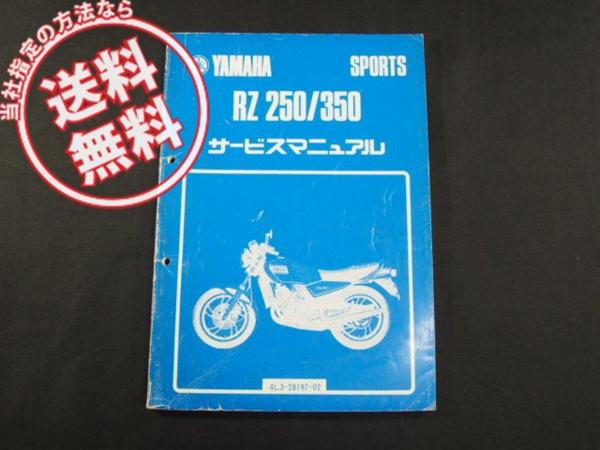 当社指定の方法なら
送料
無料
YAMAHA SPORTS
RZ 250/350
サービスマニュアル
4L3-28197-02